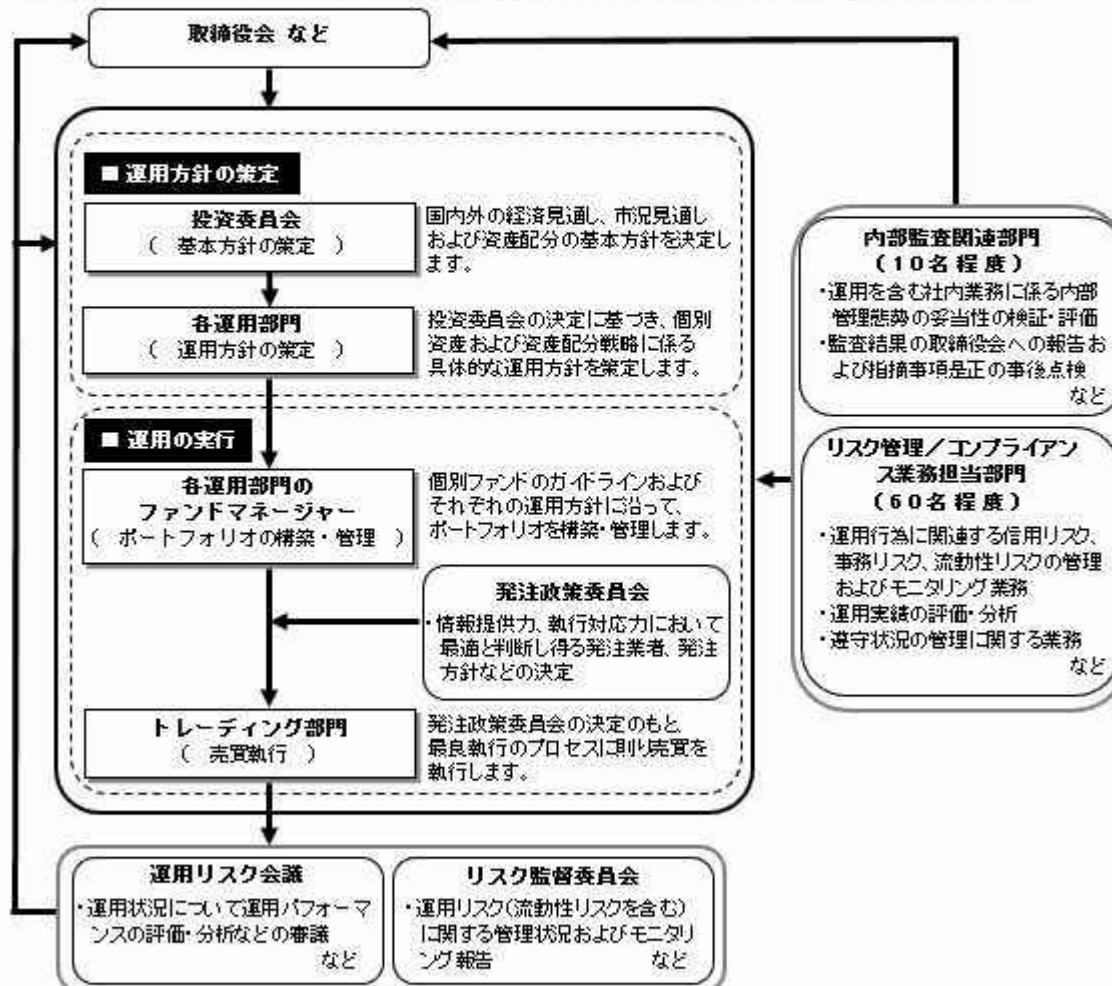 取締役会 など
■ 運用方針の策定
投資委員会
( 基本方針の策定 )
国内外の経済見通し、市況見通し
および資産配分の基本方針を決定し
ます。
各運用部門
( 運用方針の策定 )
投資委員会の決定に基づき、個別
資産および資産配分戦略に係る
具体的な運用方針を策定します。
■ 運用の実行
各運用部門の
ファンドマネージャー
( ポートフォリオの構築・管理 )
個別ファンドのガイドラインおよび
それぞれの運用方針に沿って、
ポートフォリオを構築・管理します。
発注政策委員会
・情報提供力、執行対応力において
最適と判断し得る発注業者、発注
方針などの決定
トレーディング部門
( 売買執行 )
発注政策委員会の決定のもと、
最良執行のプロセスに則り売買を
執行します。
内部監査関連部門
(10名程度)
・運用を含む社内業務に係る内部
管理態勢の妥当性の検証・評価
・監査結果の取締役会への報告お
よび指摘事項是正の事後点検
など
リスク管理/コンプライアン
ス業務担当部門
(60名程度)
・運用行為に関連する信用リスク、
事務リスク、流動性リスクの管理
およびモニタリング業務
・運用実績の評価・分析
・遵守状況の管理に関する業務
など
運用リスク会議
・運用状況について運用パフォーマ
ンスの評価・分析などの審議
など
リスク監督委員会
・運用リスク(流動性リスクを含む)
に関する管理状況およびモニタリ
ング報告 など